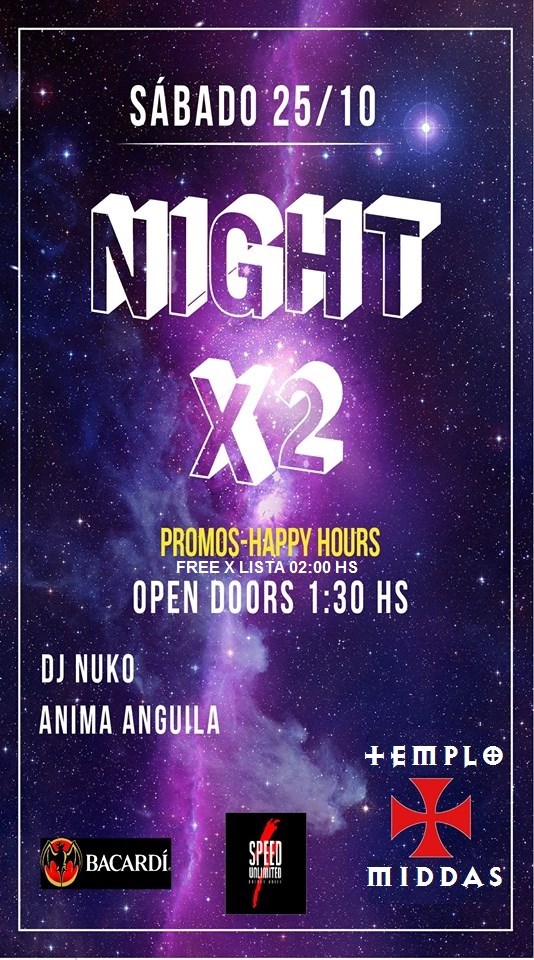 SÁBADO 25/10
NIGHT
X2
PROMOS-HAPPY HOURS
FREE X LISTA 02:00 HS
OPEN DOORS 1:30 HS
DJ NUKO
ANIMA ANGUILA
TEMPLO
MIDDAS
BACARDÍ
SPEED
UNLIMITED